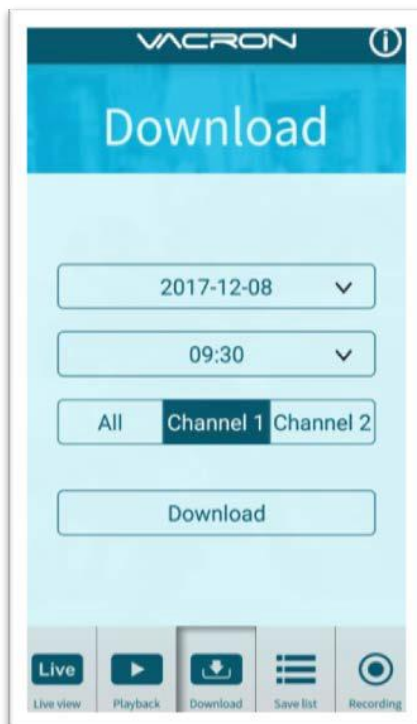 VACRON
Download
2017-12-08
09:30
All Channel 1 Channel 2
Download
Live
Live view Playback Download Save list Recording